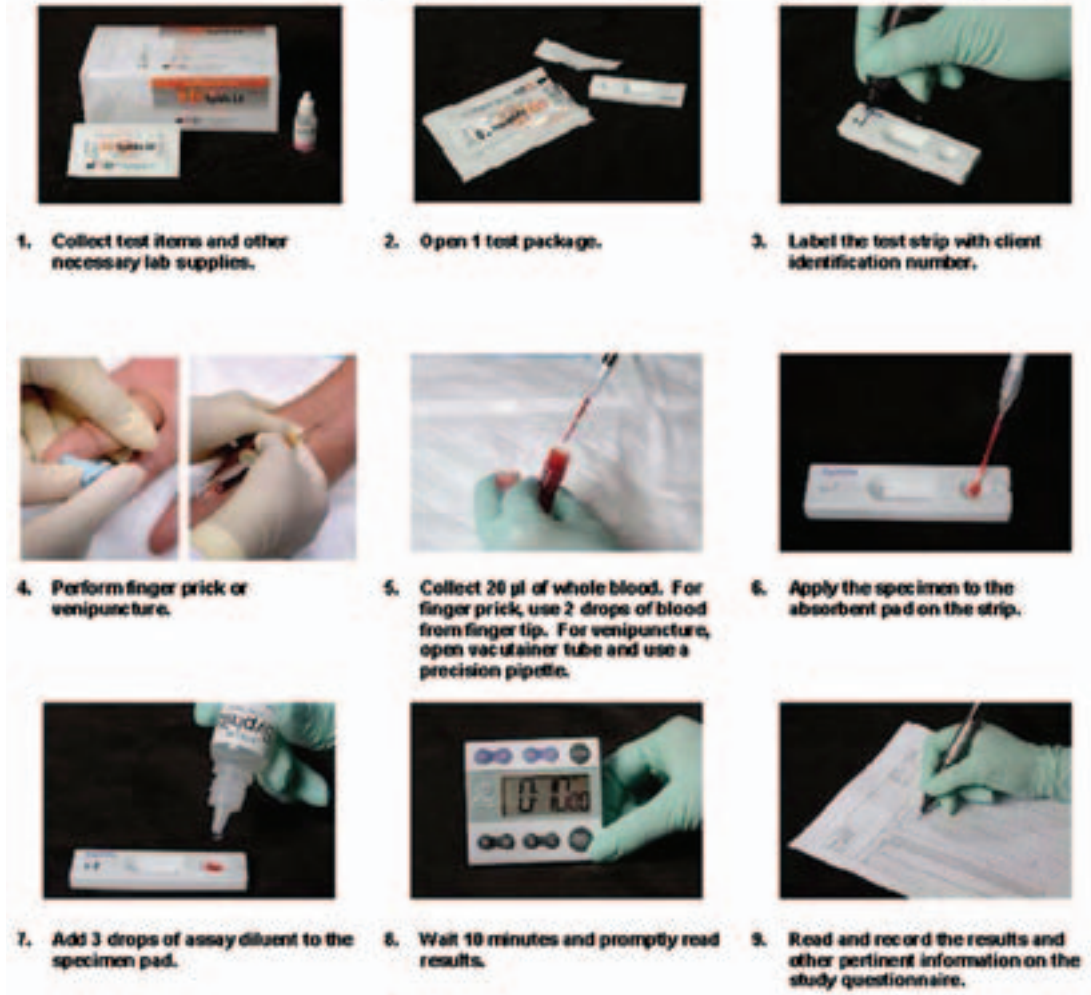 1. Collect test items and other
necessary lab supplies.
2. Open 1 test package.
3. Label the test strip with client
identification number.
4. Perform finger prick or
venipuncture.
5. Collect 20 µl of whole blood. For
finger prick, use 2 drops of blood
from finger tip. For venipuncture,
open vacutainer tube and use a
precision pipette.
6. Apply the specimen to the
absorbent pad on the strip.
7. Add 3 drops of assay diluent to the
specimen pad.
8. Wait 10 minutes and promptly read
results.
9. Read and record the results and
other pertinent information on the
study questionnaire.